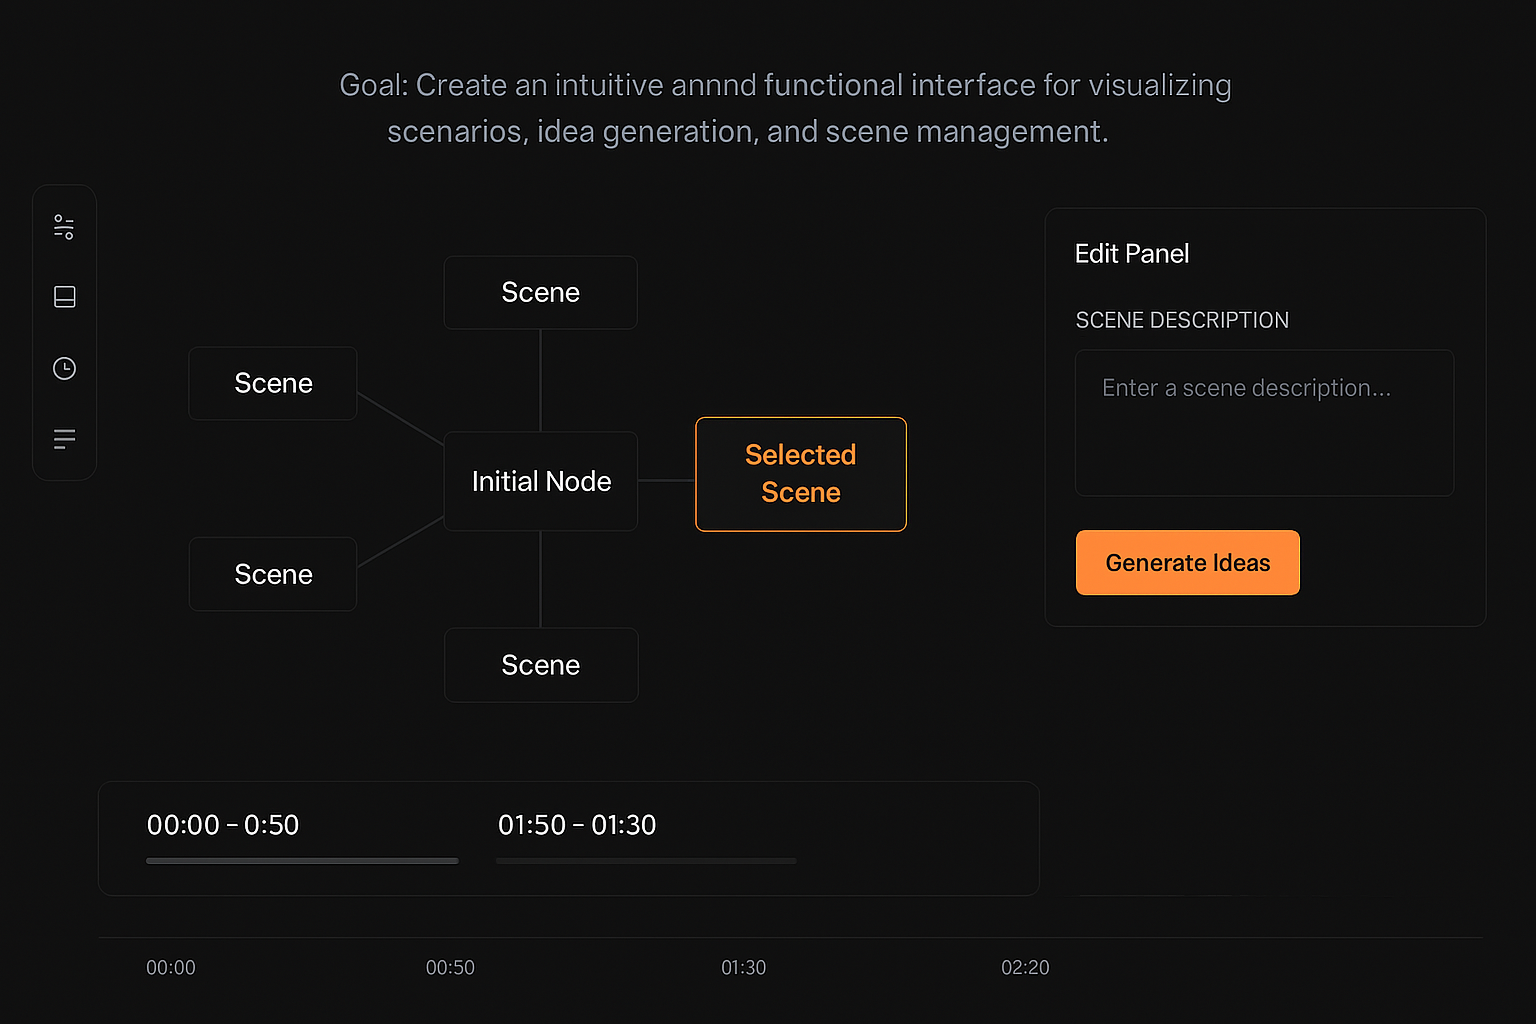 Goal: Create an intuitive annnd functional interface for visualizing
scenarios, idea generation, and scene management.
Scene
Scene
Initial Node
Selected
Scene
Scene
Scene
Edit Panel
SCENE DESCRIPTION
Enter a scene description...
Generate Ideas
00:00 – 0:50
01:50 – 01:30
00:00
00:50
01:30
02:20